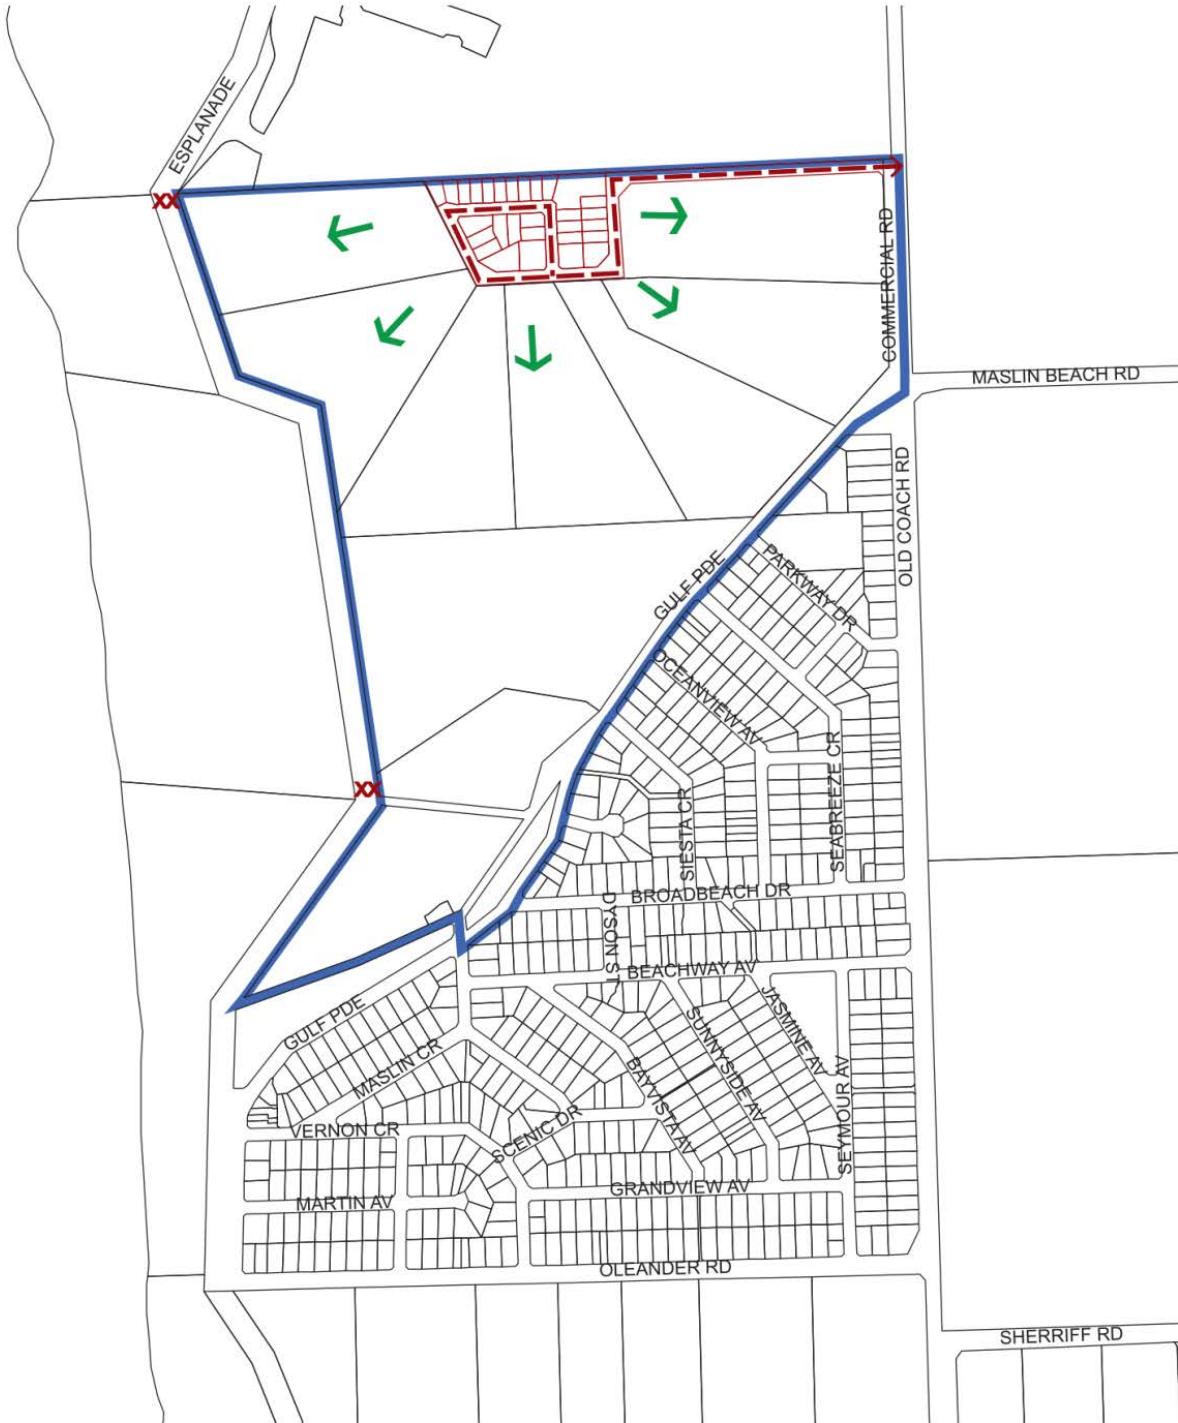 ESPLANADE
XX
COMMERCIAL RD
MASLIN BEACH RD
OLD COACH RD
GULF PDE
PARKWAY DR
OCEANVIEW AV
SEABREEZE CR
XX
SIESTA CR
BROADBEACH DR
DYSON ST
BEACHWAY AV
JASMINE AV
SUNNYSIDE AV
GULF PDE
MASLIN CR
BAYVISTA AV
SEYMOUR AV
VERNON CR
SCENIC DR
GRANDVIEW AV
MARTIN AV
OLEANDER RD
SHERRIFF RD